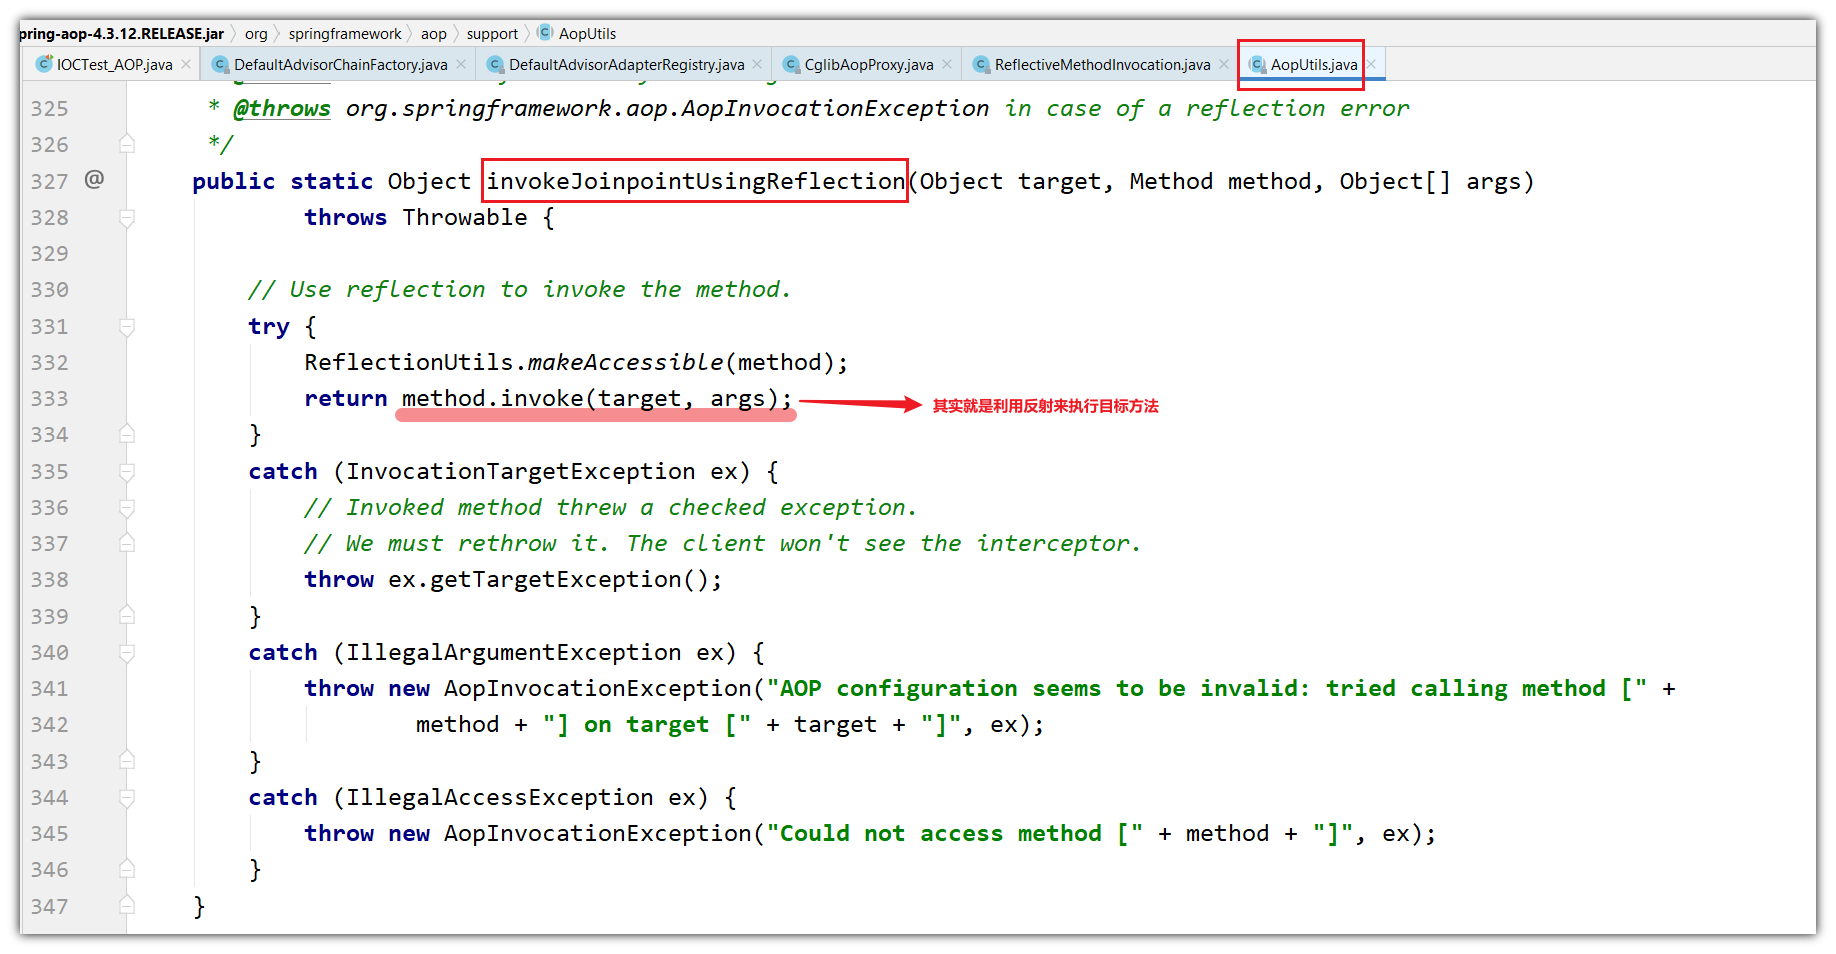 pring-aop-4.3.12.RELEASE.jar org springframework aop support AopUtils
IOCTest_AOP.java DefaultAdvisorChainFactory.java DefaultAdvisorAdapterRegistry.java CglibAopProxy.java ReflectiveMethodInvocation.java AopUtils.java
325 * @throws org.springframework.aop.AopInvocationException in case of a reflection error
326 */
327 @ public static Object invokeJoinpointUsingReflection(Object target, Method method, Object[] args)
328 throws Throwable {
329
330 // Use reflection to invoke the method.
331 try {
332 ReflectionUtils.makeAccessible(method);
333 return method.invoke(target, args); 其实就是利用反射来执行目标方法
334 }
335 catch (InvocationTargetException ex) {
336 // Invoked method threw a checked exception.
337 // We must rethrow it. The client won't see the interceptor.
338 throw ex.getTargetException();
339 }
340 catch (IllegalArgumentException ex) {
341 throw new AopInvocationException("AOP configuration seems to be invalid: tried calling method [" +
342 method + "] on target [" + target + "]", ex);
343 }
344 catch (IllegalAccessException ex) {
345 throw new AopInvocationException("Could not access method [" + method + "]", ex);
346 }
347 }